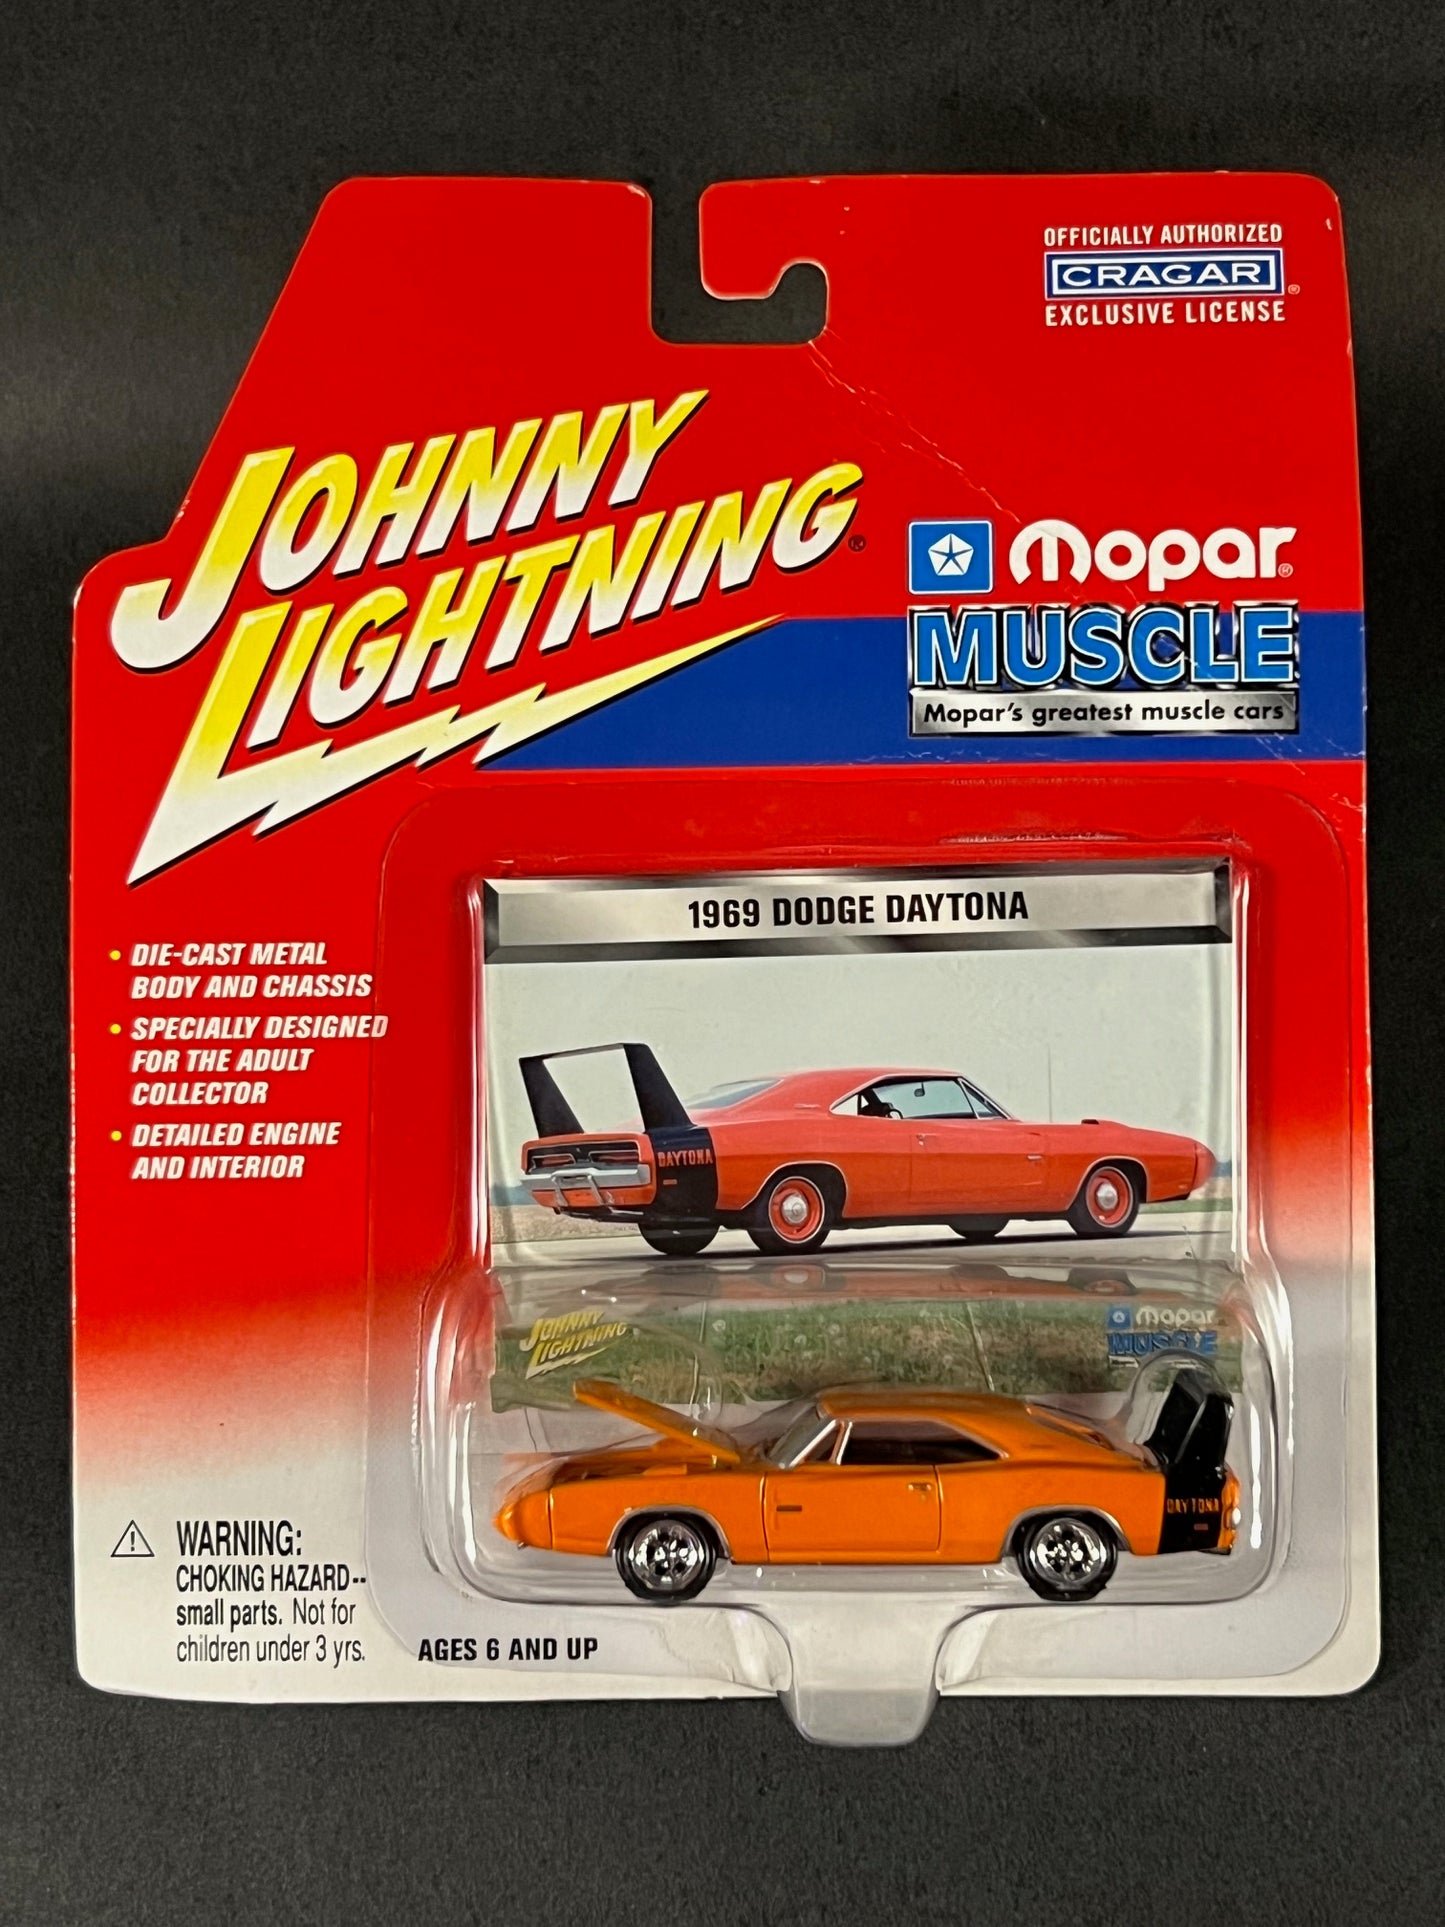 OFFICIALLY AUTHORIZED
CRAGAR®
EXCLUSIVE LICENSE
JOHNNY
LIGHTNING®
Mopar®
MUSCLE
Mopar's greatest muscle cars
1969 DODGE DAYTONA
• DIE-CAST METAL
BODY AND CHASSIS
• SPECIALLY DESIGNED
FOR THE ADULT
COLLECTOR
• DETAILED ENGINE
AND INTERIOR
DAYTONA
JOHNNY
LIGHTNING
Mopar
MUSCLE
DAYTONA
WARNING:
CHOKING HAZARD--
small parts. Not for
children under 3 yrs.
AGES 6 AND UP